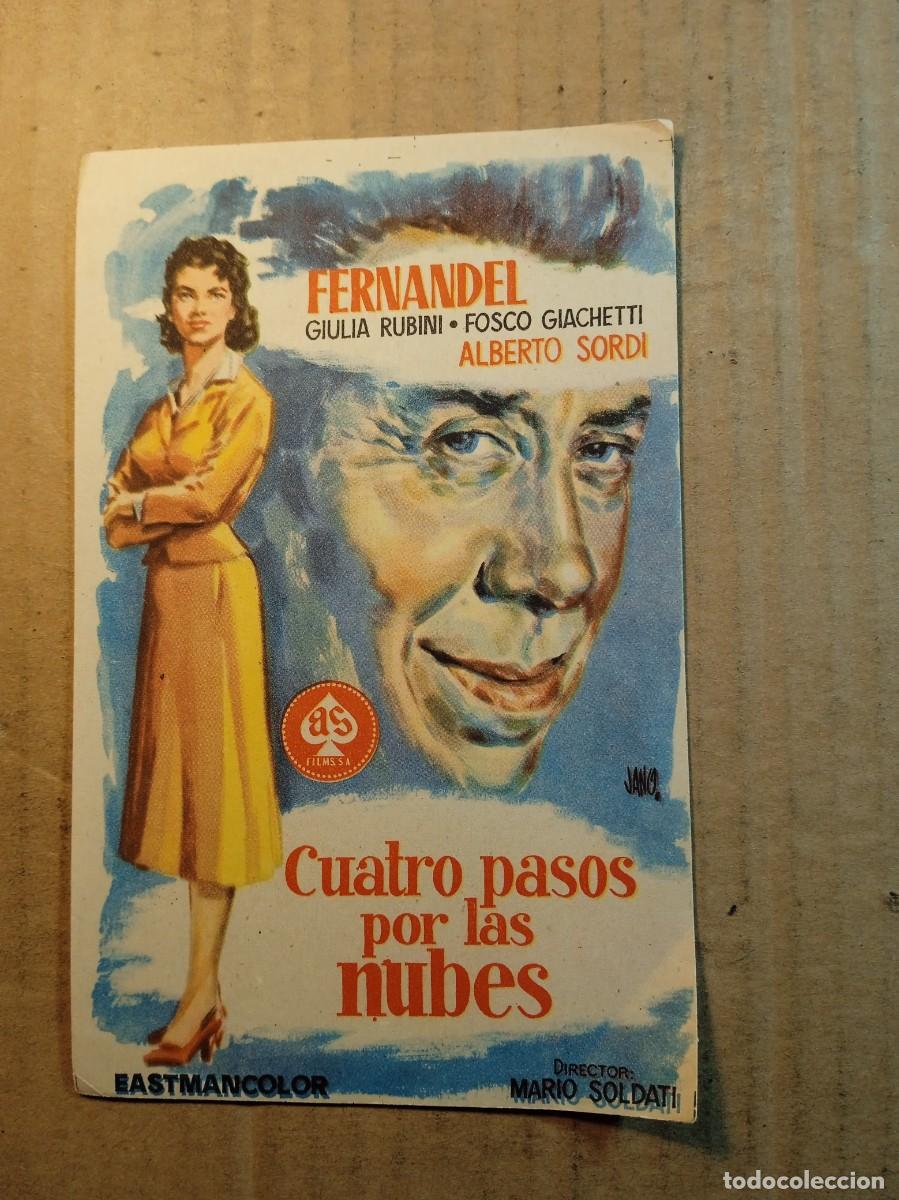 FERNANDEL
GIULIA RUBINI • FOSCO GIACHETTI
ALBERTO SORDI
as
FILMS, S.A
JANO.
Cuatro pasos
por las
nubes
EASTMANCOLOR
DIRECTOR:
MARIO SOLDATI
todocoleccion